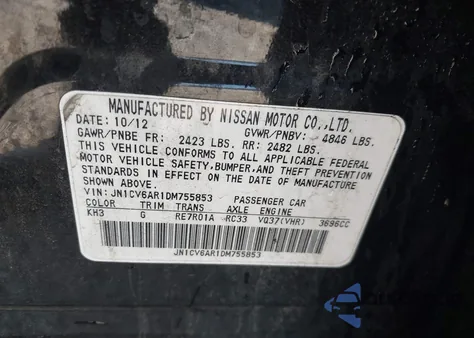 MANUFACTURED BY NISSAN MOTOR CO.,LTD.
DATE: 10/12 GVWR/PNBV: 4846 LBS.
GAWR/PNBE FR: 2423 LBS. RR: 2482 LBS.
THIS VEHICLE CONFORMS TO ALL APPLICABLE FEDERAL
MOTOR VEHICLE SAFETY, BUMPER, AND THEFT PREVENTION
STANDARDS IN EFFECT ON THE DATE OF MANUFACTURE
SHOWN ABOVE.
VIN: JN1CV6AR1DM755853 PASSENGER CAR
COLOR TRIM TRANS AXLE ENGINE
KH3 G RE7R01A RC33 VQ37(VHR) 3696CC
JN1CV6AR1DM755853